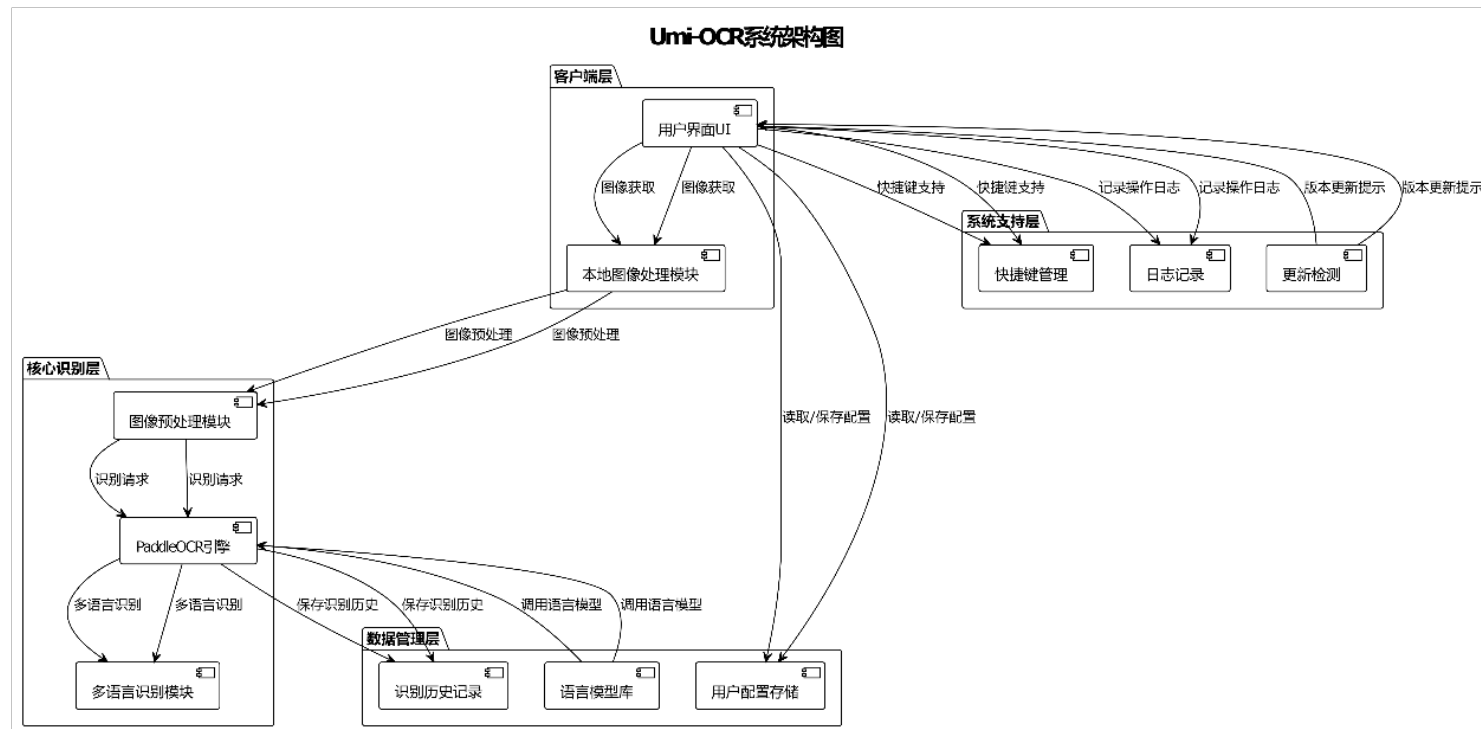 Umi-OCR系统架构图
客户端层
用户界面UI
图像获取
图像获取
快捷键支持
快捷键支持
记录操作日志
记录操作日志
版本更新提示
版本更新提示
系统支持层
本地图像处理模块
快捷键管理
日志记录
更新检测
图像预处理
图像预处理
核心识别层
图像预处理模块
读取/保存配置
读取/保存配置
识别请求
识别请求
PaddleOCR引擎
多语言识别
多语言识别
保存识别历史
保存识别历史
调用语言模型
调用语言模型
数据管理层
多语言识别模块
识别历史记录
语言模型库
用户配置存储